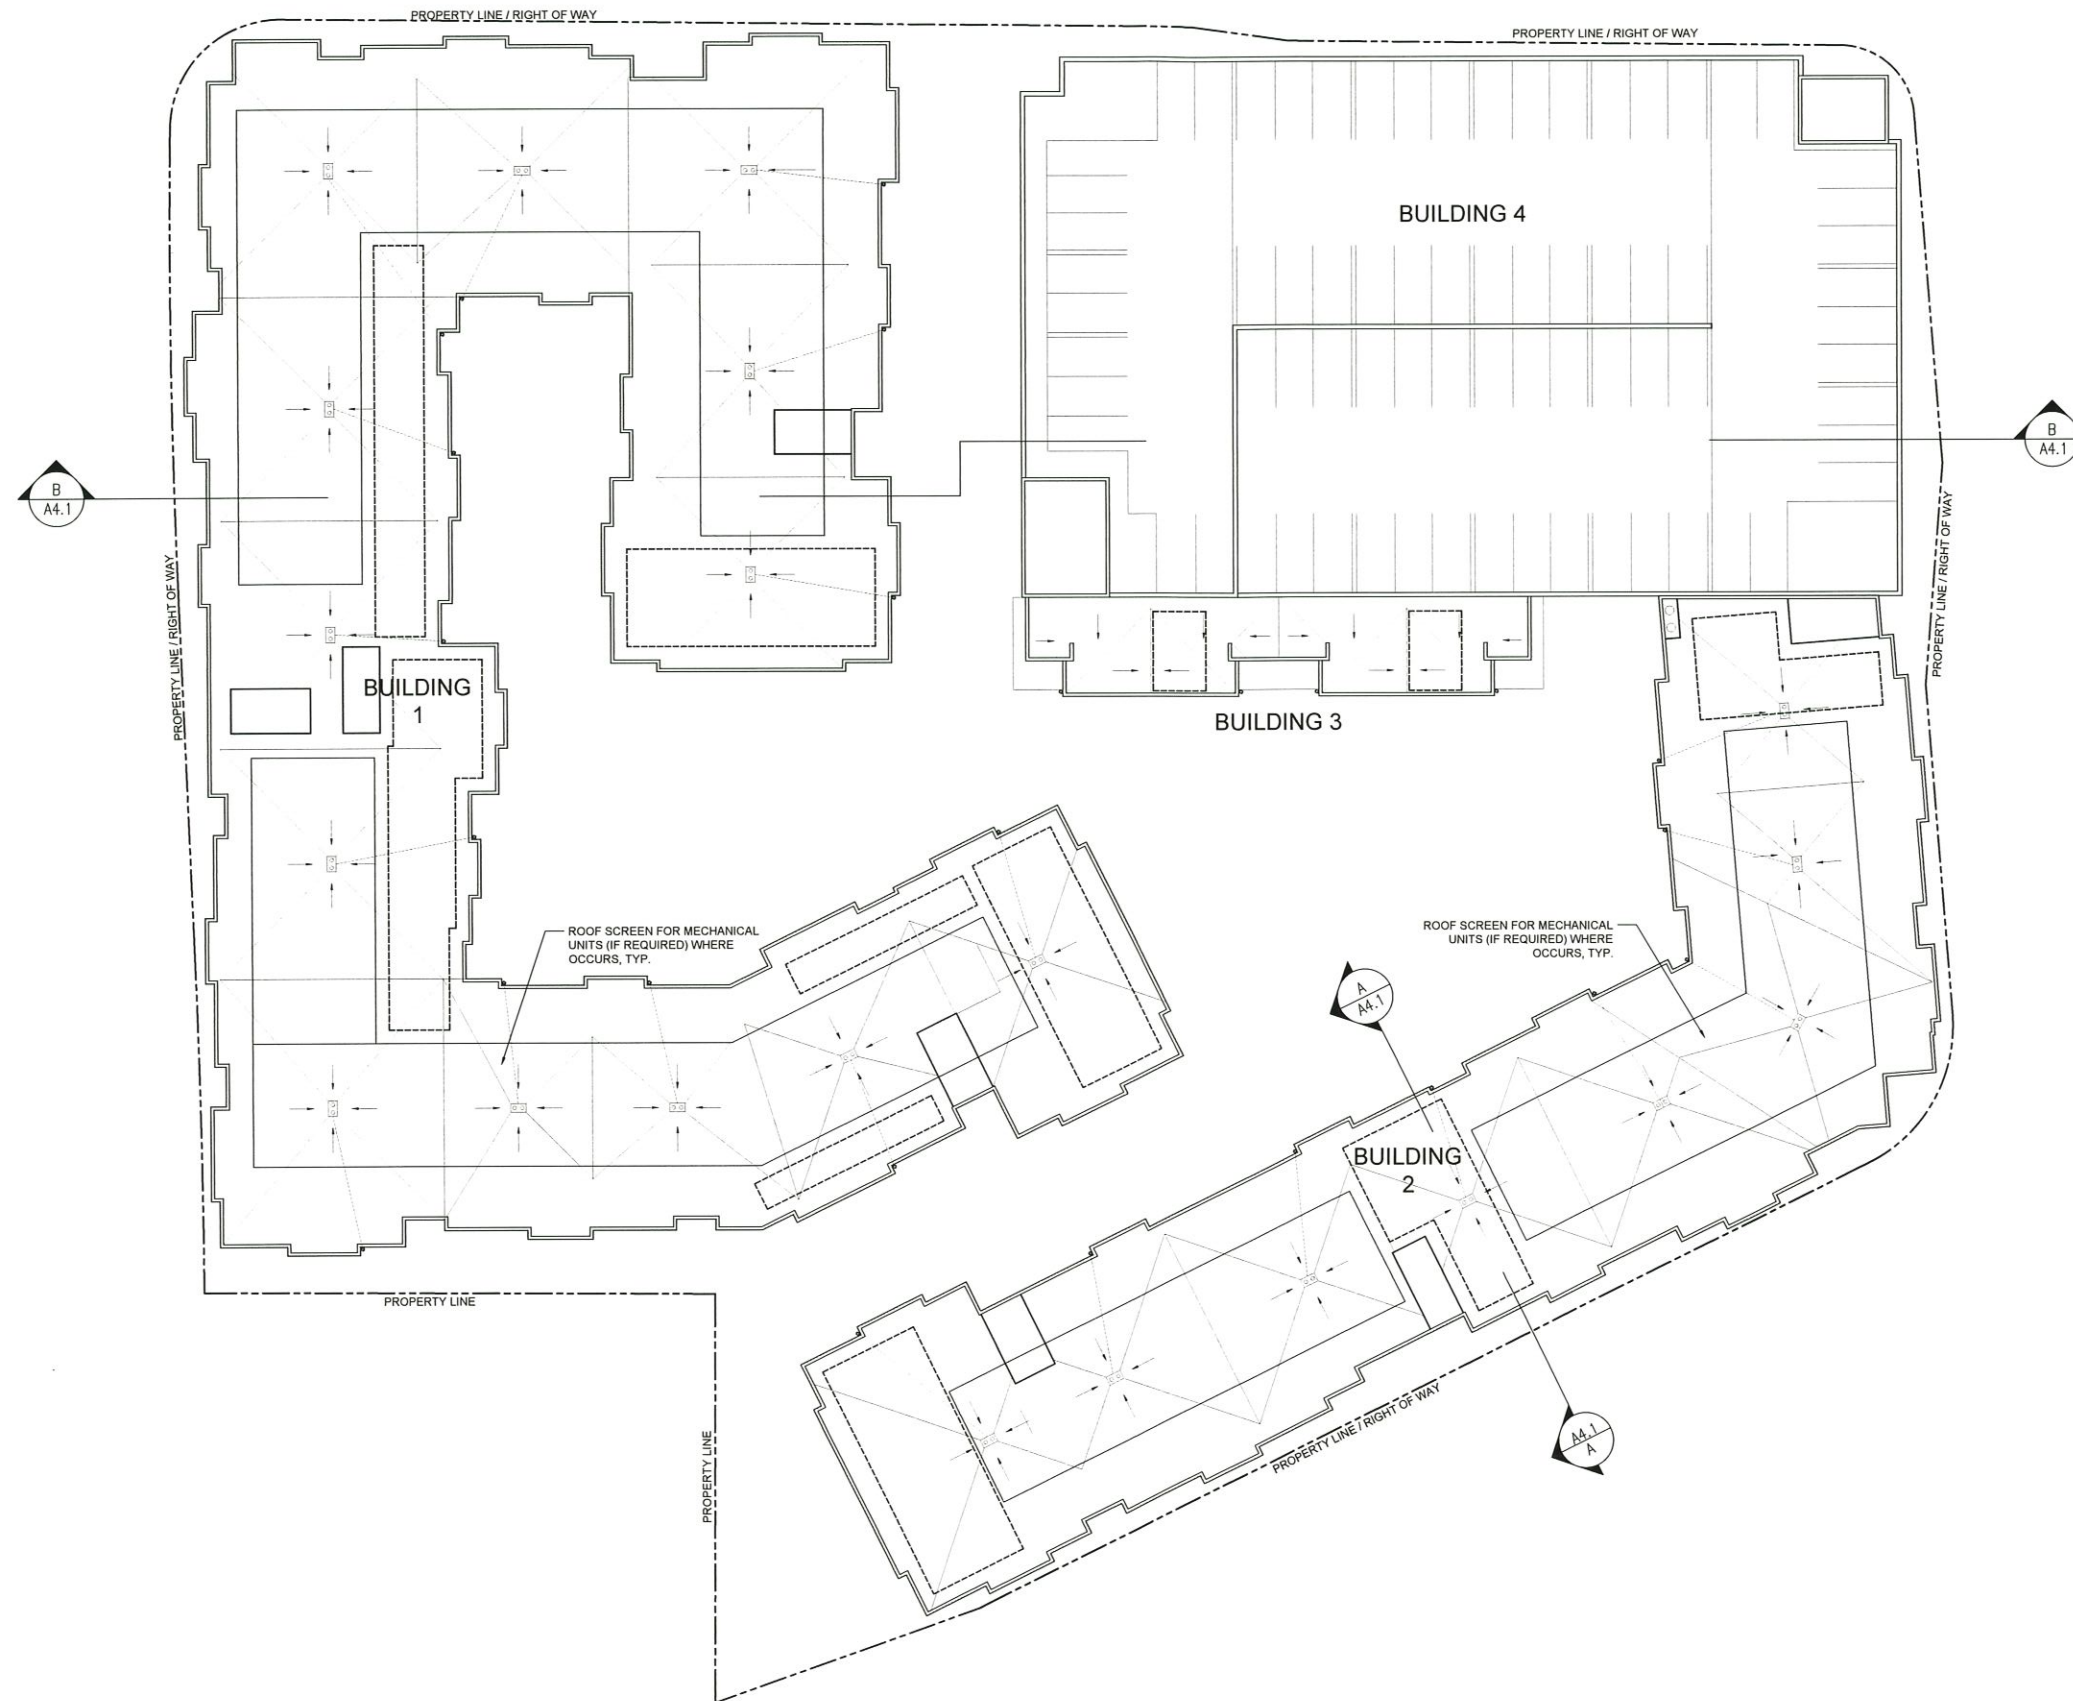 PROPERTY LINE / RIGHT OF WAY
PROPERTY LINE / RIGHT OF WAY
BUILDING 4
B
A4.1
B
A4.1
PROPERTY LINE / RIGHT OF WAY
PROPERTY LINE / RIGHT OF WAY
BUILDING
1
BUILDING 3
ROOF SCREEN FOR MECHANICAL
UNITS (IF REQUIRED) WHERE
OCCURS, TYP.
ROOF SCREEN FOR MECHANICAL
UNITS (IF REQUIRED) WHERE
OCCURS, TYP.
A
A4.1
BUILDING
2
PROPERTY LINE
PROPERTY LINE
PROPERTY LINE / RIGHT OF WAY
A4.1
A